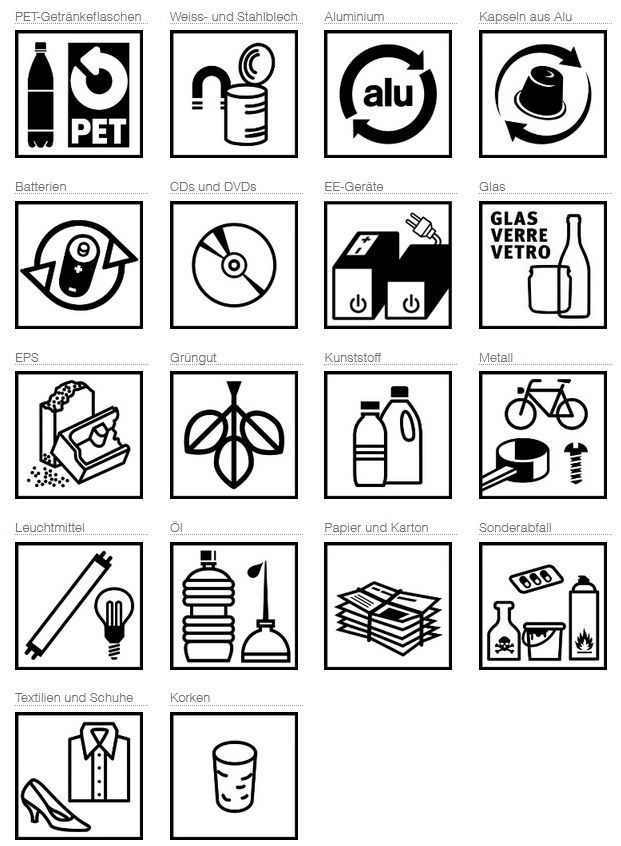 PET-Getränkeflaschen
Weiss- und Stahlblech
Aluminium
Kapseln aus Alu
PET
alu
Batterien
CDs und DVDs
EE-Geräte
Glas
GLAS
VERRE
VETRO
EPS
Grüngut
Kunststoff
Metall
Leuchtmittel
Öl
Papier und Karton
Sonderabfall
Textilien und Schuhe
Korken